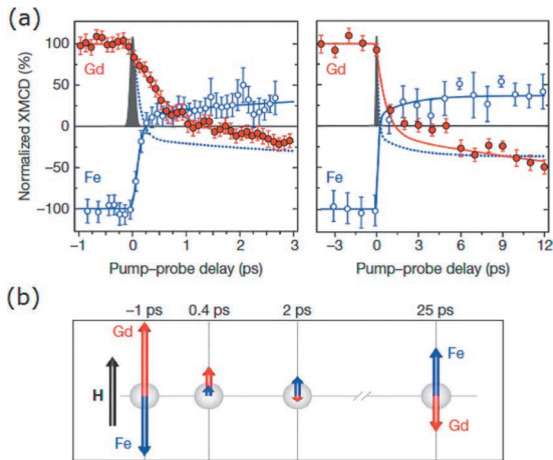 (a)
100
50
0
−50
−100
Normalized XMCD (%)
Gd
Fe
−1 0 1 2 3
Pump–probe delay (ps)
Gd
Fe
−3 0 3 6 9 12
Pump–probe delay (ps)
(b)
−1 ps 0.4 ps 2 ps 25 ps
Gd
Fe
H
Fe
Gd